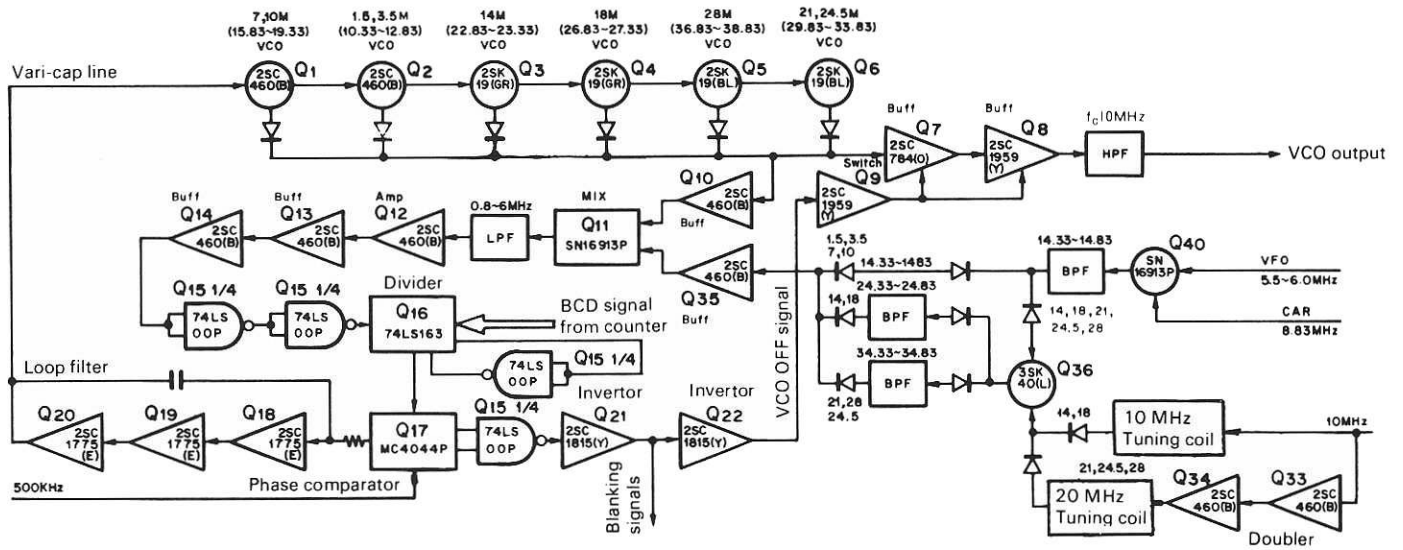 7,10M
(15.83~19.33)
VCO
1.5,3.5M
(10.33~12.83)
VCO
14M
(22.83~23.33)
VCO
18M
(26.83~27.33)
VCO
28M
(36.83~38.83)
VCO
21,24.5M
(29.83~33.83)
VCO
Vari-cap line
2SC
460(B)
Q1
2SC
460(B)
Q2
2SK
19(GR)
Q3
2SK
19(GR)
Q4
2SK
19(BL)
Q5
2SK
19(BL)
Q6
Buff
Q7
2SC
784(O)
Buff
Q8
2SC
1959
(Y)
fc10MHz
HPF
VCO output
Switch
Q9
2SC
1959
(Y)
Q10
2SC
460(B)
Buff
MIX
Q11
SN16913P
0.8~6MHz
LPF
Amp
Q12
2SC
460(B)
Buff
Q13
2SC
460(B)
Buff
Q14
2SC
460(B)
2SC
460(B)
Q35
Buff
Q15 1/4
74LS
00P
Q15 1/4
74LS
00P
Divider
Q16
74LS163
BCD signal
from counter
Q15 1/4
74LS
00P
VCO OFF signal
1.5,3.5
7,10
14.33~1483
14.33~14.83
BPF
Q40
SN
16913P
VFO
5.5~6.0MHz
CAR
8.83MHz
24.33~24.83
14,18
BPF
14,18,21,
24.5,28
34.33~34.83
BPF
21,28
24.5
3SK
40(L)
Q36
Loop filter
Q20
2SC
1775
(E)
Q19
2SC
1775
(E)
Q18
2SC
1775
(E)
Q17
MC4044P
Phase comparator
500KHz
Q15 1/4
74LS
00P
Invertor
Q21
2SC
1815(Y)
Invertor
Q22
2SC
1815(Y)
Blanking
signals
14,18
10 MHz
Tuning coil
10MHz
21,24.5,28
20 MHz
Tuning coil
Q34
2SC
460(B)
Q33
2SC
460(B)
Doubler